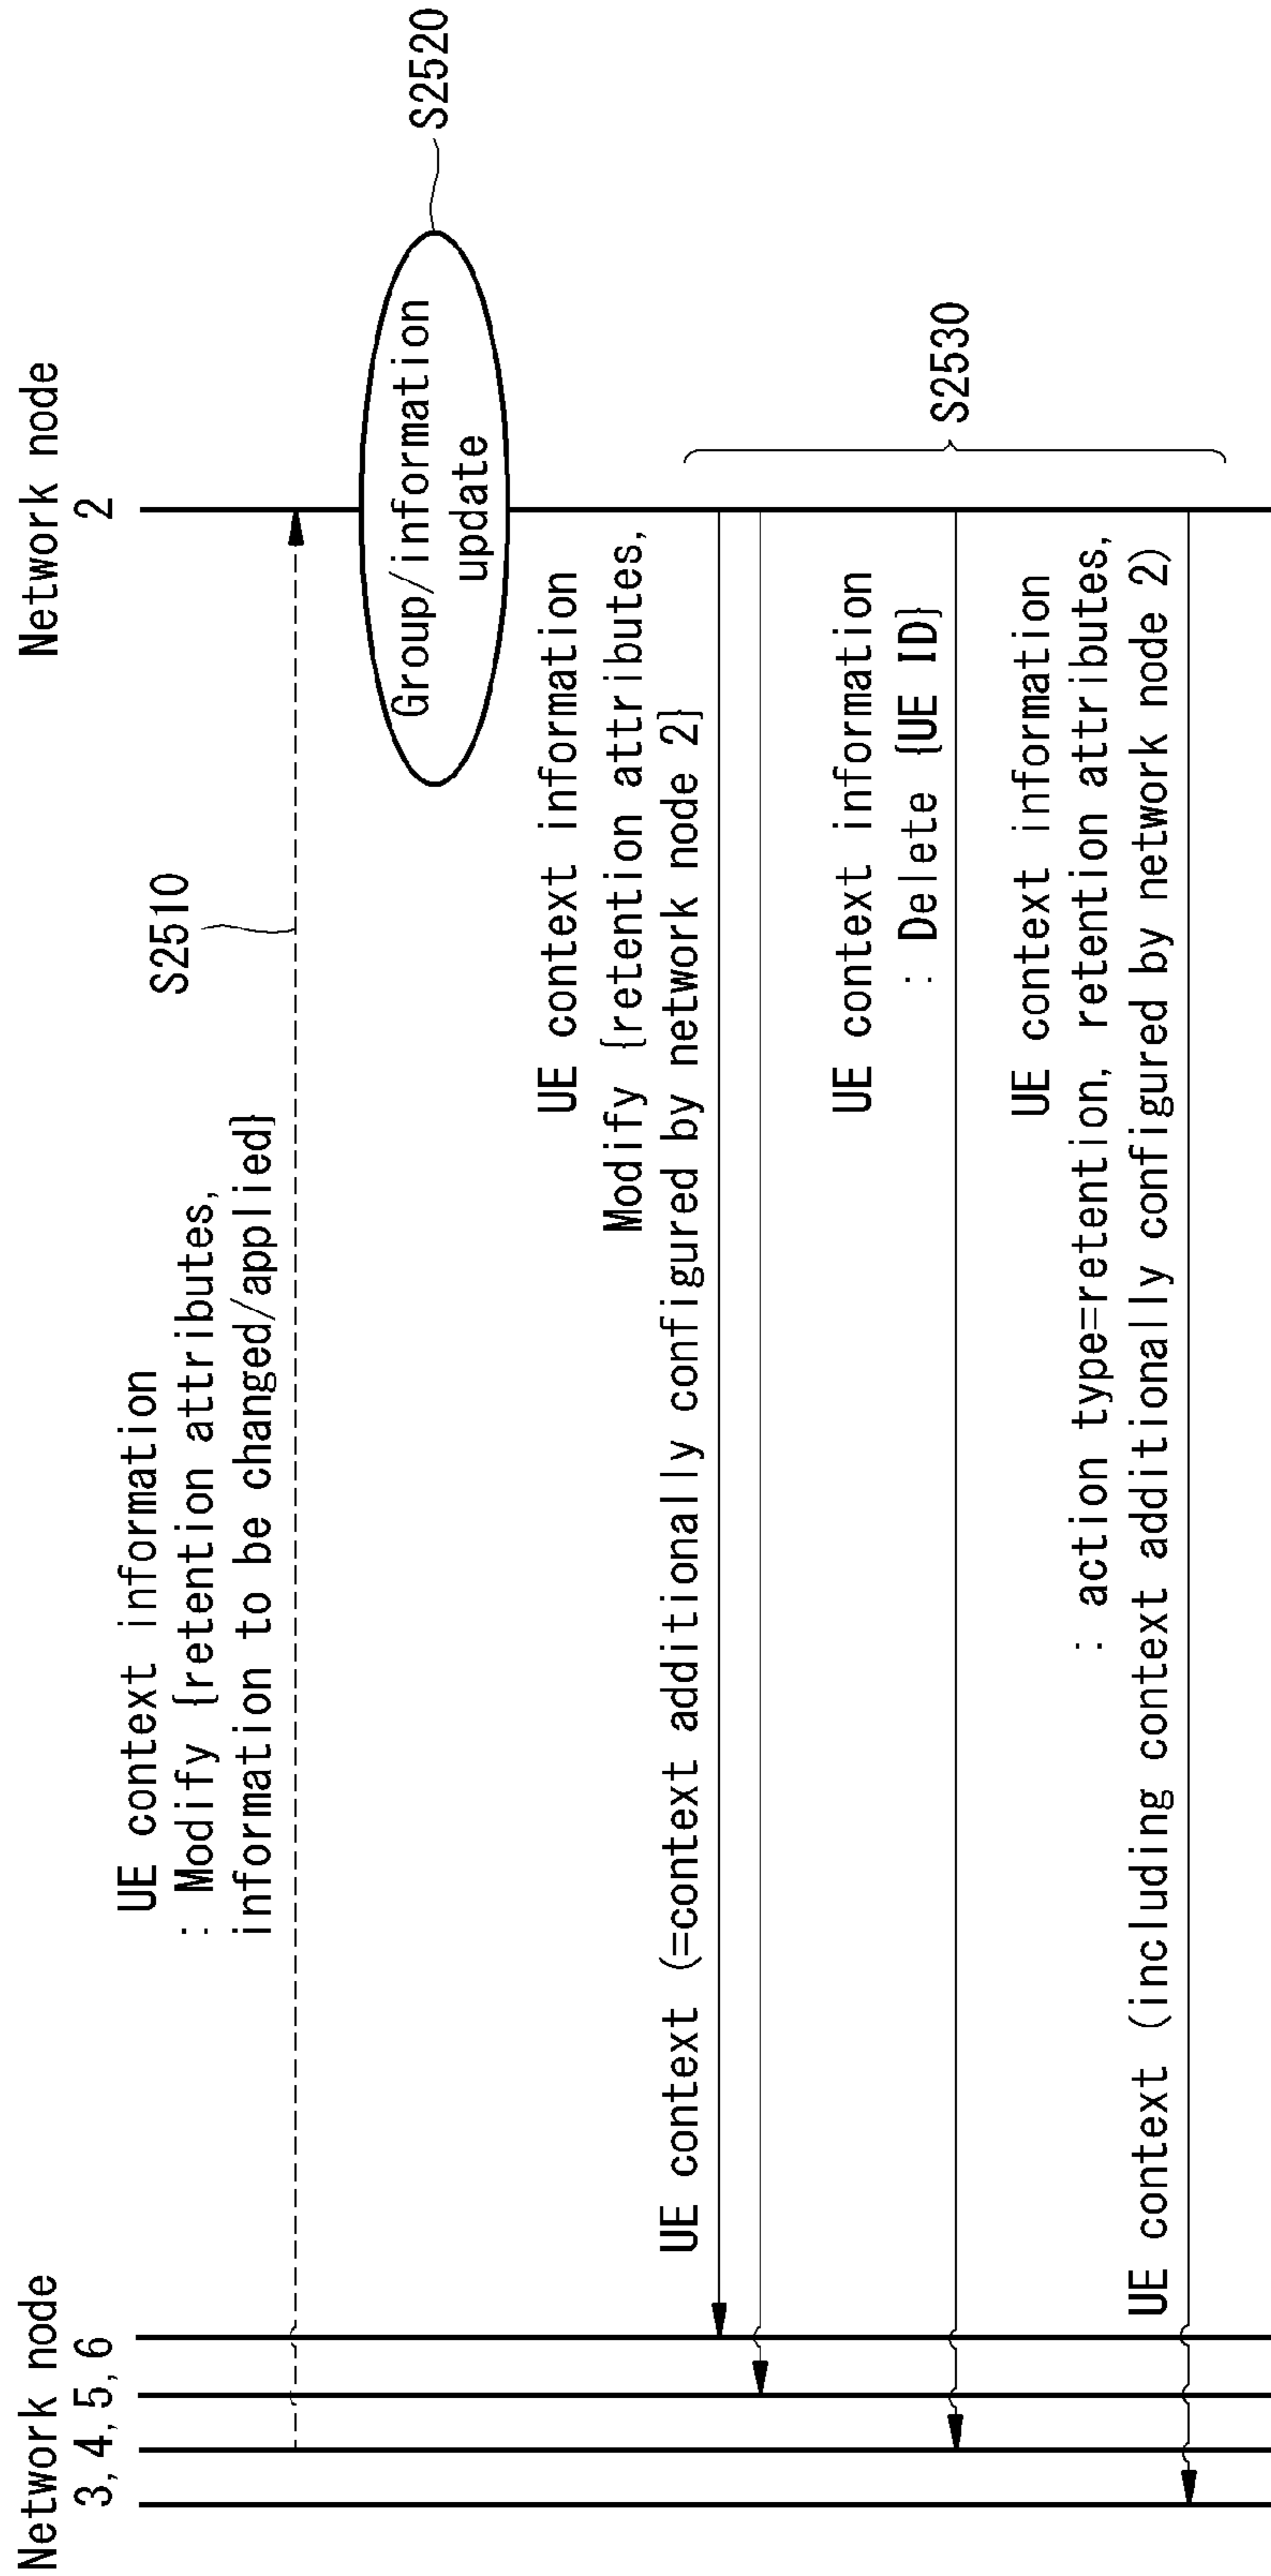 Network node
3, 4, 5, 6
Network node
2
UE context information
: Modify {retention attributes,
information to be changed/applied}
S2510
Group/information
update
S2520
UE context information
Modify {retention attributes,
UE context (=context additionally configured by network node 2}
UE context information
: Delete {UE ID}
S2530
UE context information
: action type=retention, retention attributes,
UE context (including context additionally configured by network node 2)